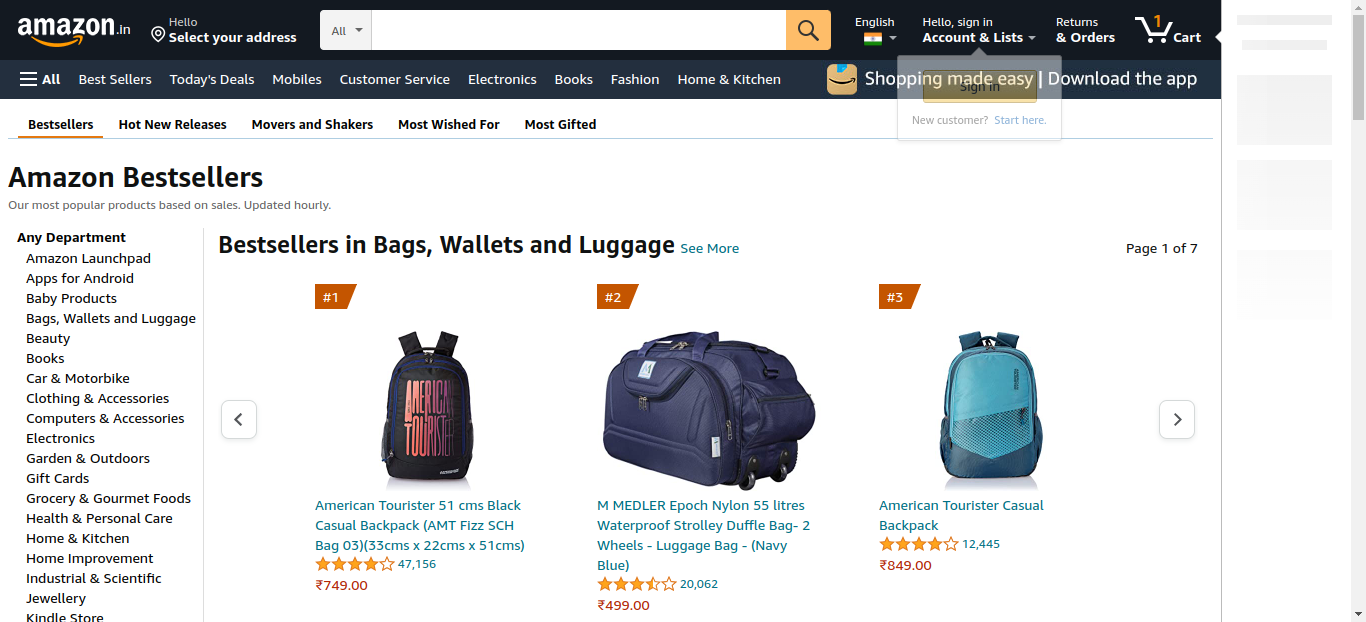 amazon.in
Hello
Select your address
All
English
Hello, sign in
Account & Lists
Returns
& Orders
1
Cart
All
Best Sellers
Today's Deals
Mobiles
Customer Service
Electronics
Books
Fashion
Home & Kitchen
Shopping made easy | Download the app
Sign in
New customer? Start here.
Bestsellers
Hot New Releases
Movers and Shakers
Most Wished For
Most Gifted
Amazon Bestsellers
Our most popular products based on sales. Updated hourly.
Any Department
Amazon Launchpad
Apps for Android
Baby Products
Bags, Wallets and Luggage
Beauty
Books
Car & Motorbike
Clothing & Accessories
Computers & Accessories
Electronics
Garden & Outdoors
Gift Cards
Grocery & Gourmet Foods
Health & Personal Care
Home & Kitchen
Home Improvement
Industrial & Scientific
Jewellery
Kindle Store
Bestsellers in Bags, Wallets and Luggage See More
Page 1 of 7
#1
AMERICAN
TOURISTER
American Tourister 51 cms Black
Casual Backpack (AMT Fizz SCH
Bag 03)(33cms x 22cms x 51cms)
47,156
₹749.00
#2
M MEDLER Epoch Nylon 55 litres
Waterproof Strolley Duffle Bag- 2
Wheels - Luggage Bag - (Navy
Blue)
20,062
₹499.00
#3
American Tourister Casual
Backpack
12,445
₹849.00